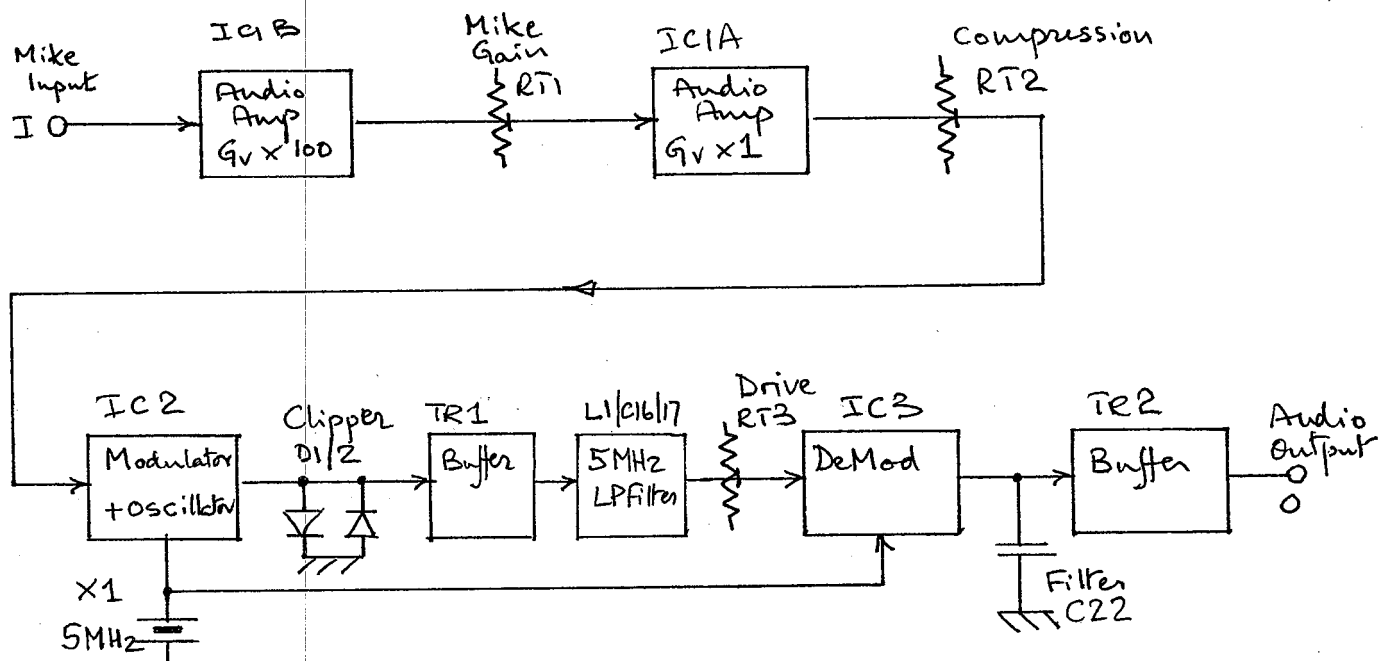 Mike
Input
I
IC1B
Audio
Amp
Gv x 100
Mike
Gain
RT1
IC1A
Audio
Amp
Gv x1
Compression
RT2
IC2
Modulator
+Oscillator
X1
5MHz
Clipper
D1/2
TR1
Buffer
L1/C16/17
5MHz
LPFilter
Drive
RT3
IC3
DeMod
Filter
C22
TR2
Buffer
Audio
Output